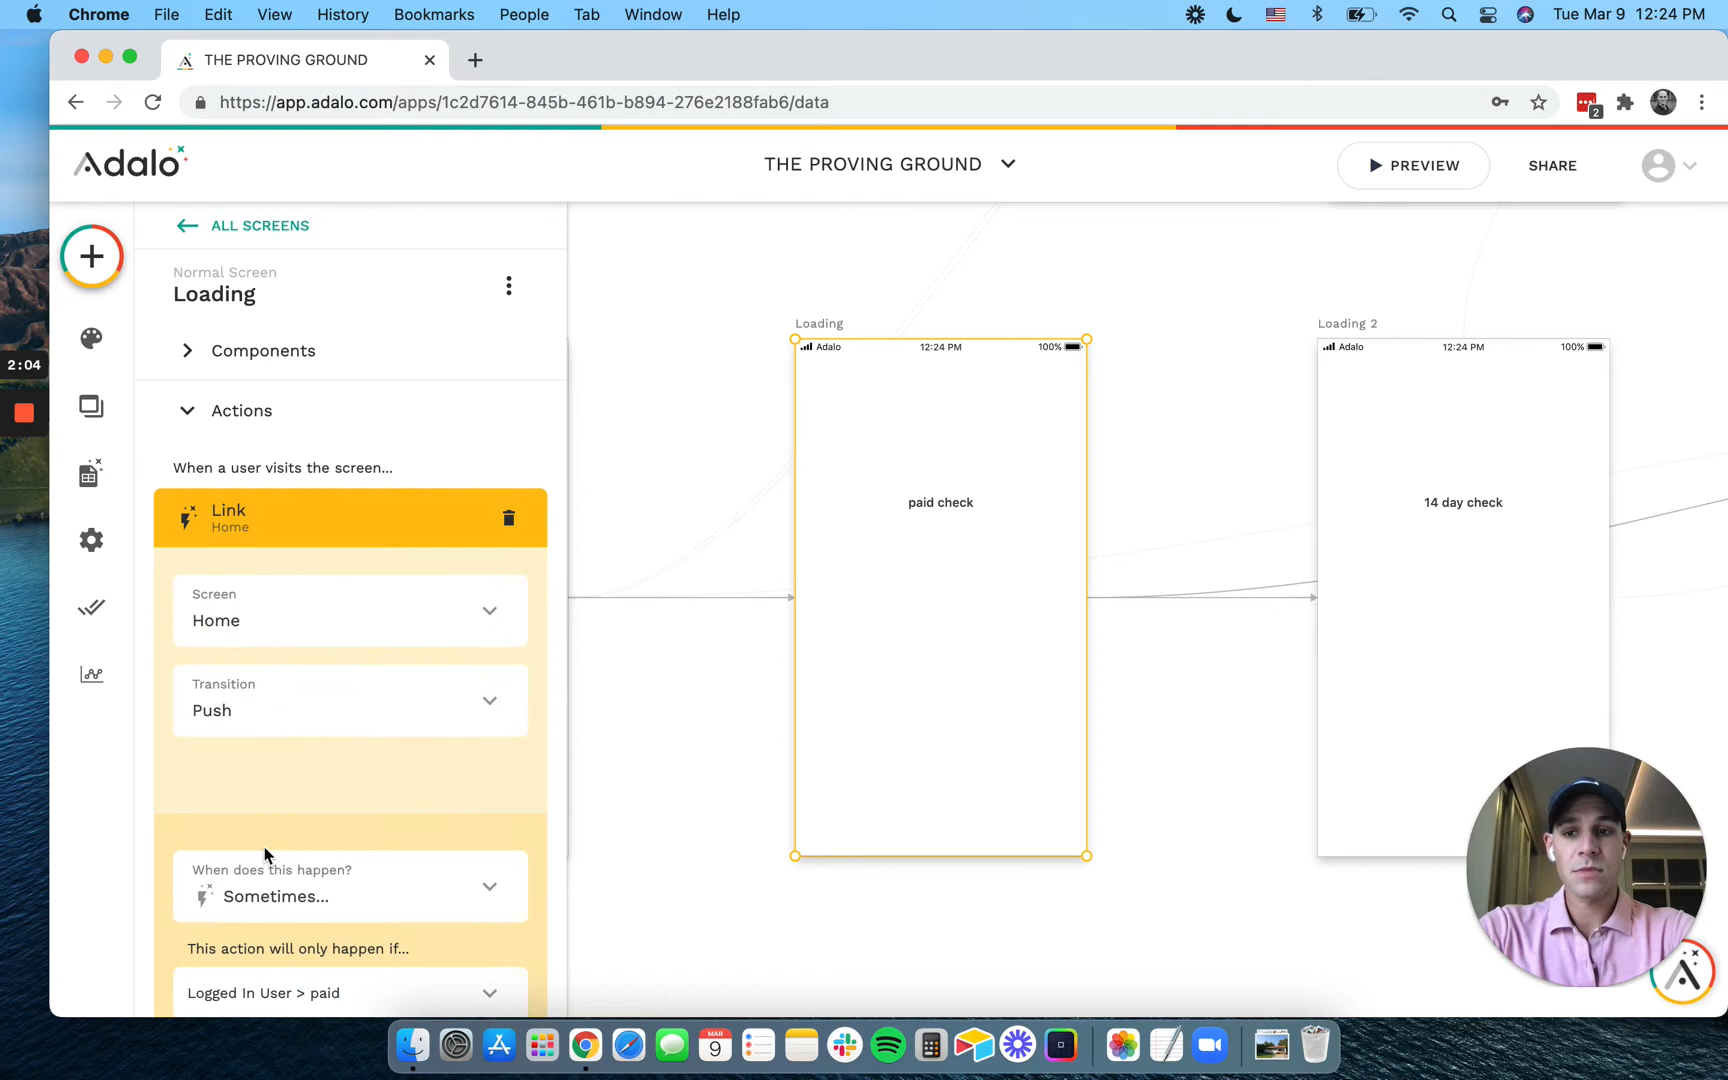 Chrome File Edit View History Bookmarks People Tab Window Help
Tue Mar 9 12:24 PM
THE PROVING GROUND
https://app.adalo.com/apps/1c2d7614-845b-461b-b894-276e2188fab6/data
2
Adalo
THE PROVING GROUND
PREVIEW
SHARE
ALL SCREENS
Normal Screen
Loading
Components
2:04
Actions
When a user visits the screen...
Link
Home
Screen
Home
Transition
Push
When does this happen?
Sometimes...
This action will only happen if...
Logged In User > paid
Loading
Adalo 12:24 PM 100%
paid check
Loading 2
Adalo 12:24 PM 100%
14 day check
MAR
9